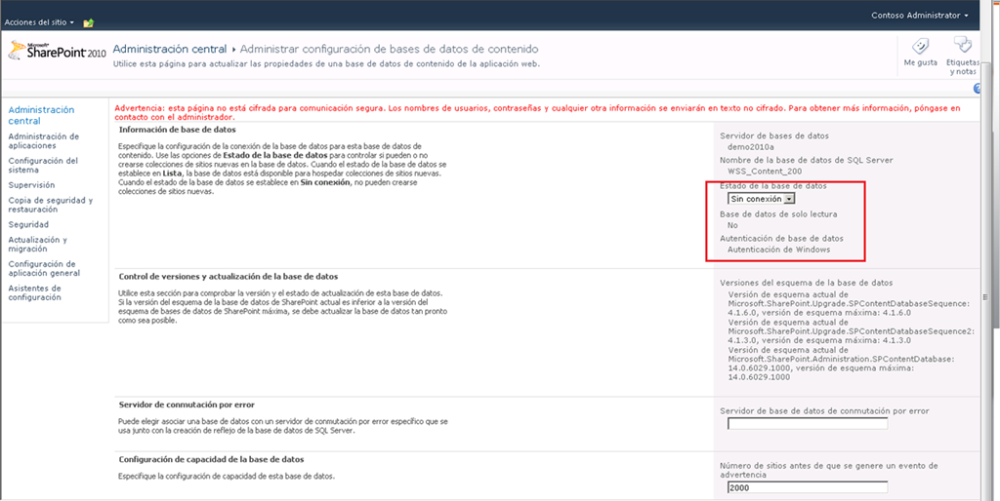 Acciones del sitio
Contoso Administrator
Microsoft
SharePoint 2010
Administración central ▸ Administrar configuración de bases de datos de contenido
Utilice esta página para actualizar las propiedades de una base de datos de contenido de la aplicación web.
Me gusta
Etiquetas
y notas
Administración
central
Administración de
aplicaciones
Configuración del
sistema
Supervisión
Copia de seguridad y
restauración
Seguridad
Actualización y
migración
Configuración de
aplicación general
Asistentes de
configuración
Advertencia: esta página no está cifrada para comunicación segura. Los nombres de usuarios, contraseñas y cualquier otra información se enviarán en texto no cifrado. Para obtener más información, póngase en
contacto con el administrador.
Información de base de datos
Especifique la configuración de la conexión de la base de datos para esta base de datos de
contenido. Use las opciones de Estado de la base de datos para controlar si pueden o no
crearse colecciones de sitios nuevas en la base de datos. Cuando el estado de la base de datos se
establece en Lista, la base de datos está disponible para hospedar colecciones de sitios nuevas.
Cuando el estado de la base de datos se establece en Sin conexión, no pueden crearse
colecciones de sitios nuevas.
Servidor de bases de datos
demo2010a
Nombre de la base de datos de SQL Server
WSS_Content_200
Estado de la base de datos
Sin conexión
Base de datos de solo lectura
No
Autenticación de base de datos
Autenticación de Windows
Control de versiones y actualización de la base de datos
Utilice esta sección para comprobar la versión y el estado de actualización de esta base de datos.
Si la versión del esquema de la base de datos de SharePoint actual es inferior a la versión del
esquema de bases de datos de SharePoint máxima, se debe actualizar la base de datos tan pronto
como sea posible.
Versiones del esquema de la base de datos
Versión de esquema actual de
Microsoft.SharePoint.Upgrade.SPContentDatabaseSequence:
4.1.6.0, versión de esquema máxima: 4.1.6.0
Versión de esquema actual de
Microsoft.SharePoint.Upgrade.SPContentDatabaseSequence2:
4.1.3.0, versión de esquema máxima: 4.1.3.0
Versión de esquema actual de
Microsoft.SharePoint.Administration.SPContentDatabase:
14.0.6029.1000, versión de esquema máxima:
14.0.6029.1000
Servidor de conmutación por error
Puede elegir asociar una base de datos con un servidor de conmutación por error específico que se
usa junto con la creación de reflejo de la base de datos de SQL Server.
Servidor de base de datos de conmutación por error
Configuración de capacidad de la base de datos
Especifique la configuración de capacidad de esta base de datos.
Número de sitios antes de que se genere un evento de
advertencia
2000